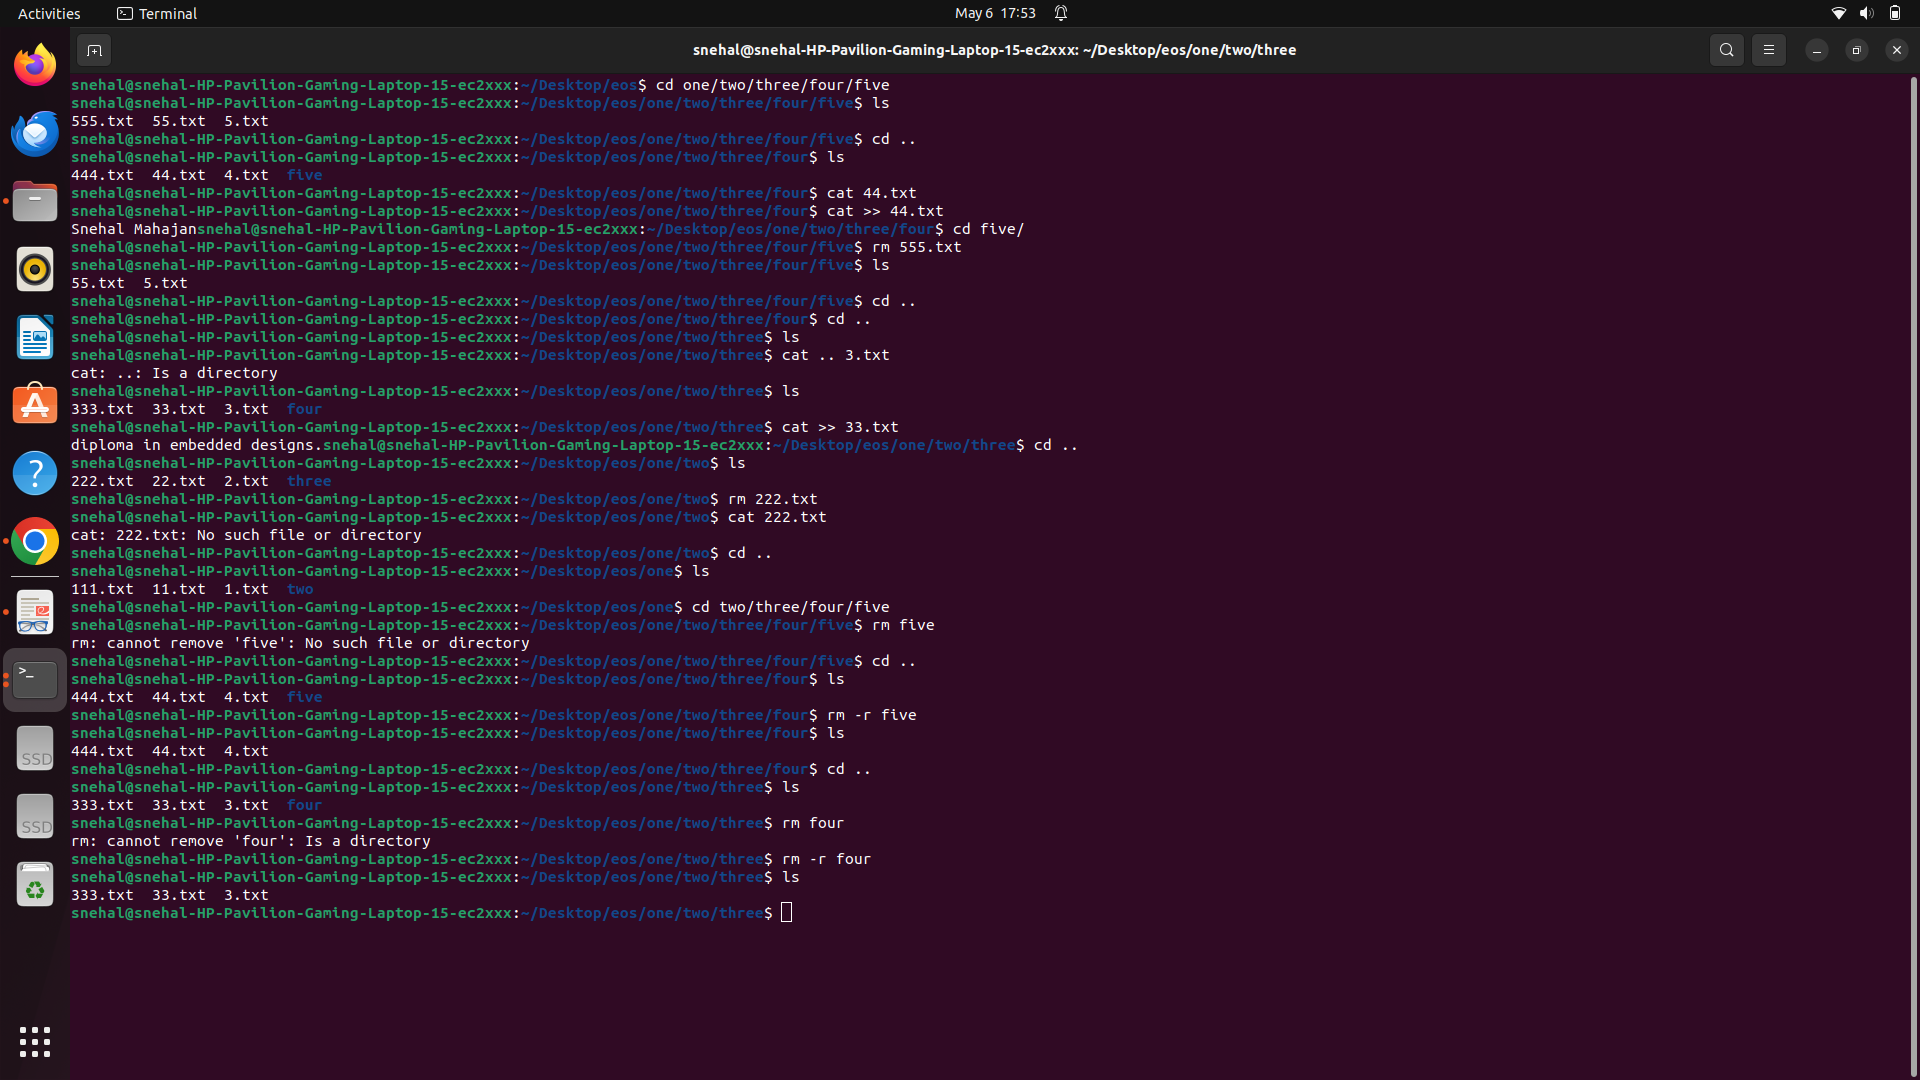 Activities
Terminal
May 6 17:53
snehal@snehal-HP-Pavilion-Gaming-Laptop-15-ec2xxx: ~/Desktop/eos/one/two/three
snehal@snehal-HP-Pavilion-Gaming-Laptop-15-ec2xxx:~/Desktop/eos$ cd one/two/three/four/five
snehal@snehal-HP-Pavilion-Gaming-Laptop-15-ec2xxx:~/Desktop/eos/one/two/three/four/five$ ls
555.txt  55.txt  5.txt
snehal@snehal-HP-Pavilion-Gaming-Laptop-15-ec2xxx:~/Desktop/eos/one/two/three/four/five$ cd ..
snehal@snehal-HP-Pavilion-Gaming-Laptop-15-ec2xxx:~/Desktop/eos/one/two/three/four$ ls
444.txt  44.txt  4.txt  five
snehal@snehal-HP-Pavilion-Gaming-Laptop-15-ec2xxx:~/Desktop/eos/one/two/three/four$ cat 44.txt
snehal@snehal-HP-Pavilion-Gaming-Laptop-15-ec2xxx:~/Desktop/eos/one/two/three/four$ cat >> 44.txt
Snehal Mahajansnehal@snehal-HP-Pavilion-Gaming-Laptop-15-ec2xxx:~/Desktop/eos/one/two/three/four$ cd five/
snehal@snehal-HP-Pavilion-Gaming-Laptop-15-ec2xxx:~/Desktop/eos/one/two/three/four/five$ rm 555.txt
snehal@snehal-HP-Pavilion-Gaming-Laptop-15-ec2xxx:~/Desktop/eos/one/two/three/four/five$ ls
55.txt  5.txt
snehal@snehal-HP-Pavilion-Gaming-Laptop-15-ec2xxx:~/Desktop/eos/one/two/three/four/five$ cd ..
snehal@snehal-HP-Pavilion-Gaming-Laptop-15-ec2xxx:~/Desktop/eos/one/two/three/four$ cd ..
snehal@snehal-HP-Pavilion-Gaming-Laptop-15-ec2xxx:~/Desktop/eos/one/two/three$ ls
snehal@snehal-HP-Pavilion-Gaming-Laptop-15-ec2xxx:~/Desktop/eos/one/two/three$ cat .. 3.txt
cat: ..: Is a directory
snehal@snehal-HP-Pavilion-Gaming-Laptop-15-ec2xxx:~/Desktop/eos/one/two/three$ ls
333.txt  33.txt  3.txt  four
snehal@snehal-HP-Pavilion-Gaming-Laptop-15-ec2xxx:~/Desktop/eos/one/two/three$ cat >> 33.txt
diploma in embedded designs.snehal@snehal-HP-Pavilion-Gaming-Laptop-15-ec2xxx:~/Desktop/eos/one/two/three$ cd ..
snehal@snehal-HP-Pavilion-Gaming-Laptop-15-ec2xxx:~/Desktop/eos/one/two$ ls
222.txt  22.txt  2.txt  three
snehal@snehal-HP-Pavilion-Gaming-Laptop-15-ec2xxx:~/Desktop/eos/one/two$ rm 222.txt
snehal@snehal-HP-Pavilion-Gaming-Laptop-15-ec2xxx:~/Desktop/eos/one/two$ cat 222.txt
cat: 222.txt: No such file or directory
snehal@snehal-HP-Pavilion-Gaming-Laptop-15-ec2xxx:~/Desktop/eos/one/two$ cd ..
snehal@snehal-HP-Pavilion-Gaming-Laptop-15-ec2xxx:~/Desktop/eos/one$ ls
111.txt  11.txt  1.txt  two
snehal@snehal-HP-Pavilion-Gaming-Laptop-15-ec2xxx:~/Desktop/eos/one$ cd two/three/four/five
snehal@snehal-HP-Pavilion-Gaming-Laptop-15-ec2xxx:~/Desktop/eos/one/two/three/four/five$ rm five
rm: cannot remove 'five': No such file or directory
snehal@snehal-HP-Pavilion-Gaming-Laptop-15-ec2xxx:~/Desktop/eos/one/two/three/four/five$ cd ..
snehal@snehal-HP-Pavilion-Gaming-Laptop-15-ec2xxx:~/Desktop/eos/one/two/three/four$ ls
444.txt  44.txt  4.txt  five
snehal@snehal-HP-Pavilion-Gaming-Laptop-15-ec2xxx:~/Desktop/eos/one/two/three/four$ rm -r five
snehal@snehal-HP-Pavilion-Gaming-Laptop-15-ec2xxx:~/Desktop/eos/one/two/three/four$ ls
444.txt  44.txt  4.txt
snehal@snehal-HP-Pavilion-Gaming-Laptop-15-ec2xxx:~/Desktop/eos/one/two/three/four$ cd ..
snehal@snehal-HP-Pavilion-Gaming-Laptop-15-ec2xxx:~/Desktop/eos/one/two/three$ ls
333.txt  33.txt  3.txt  four
snehal@snehal-HP-Pavilion-Gaming-Laptop-15-ec2xxx:~/Desktop/eos/one/two/three$ rm four
rm: cannot remove 'four': Is a directory
snehal@snehal-HP-Pavilion-Gaming-Laptop-15-ec2xxx:~/Desktop/eos/one/two/three$ rm -r four
snehal@snehal-HP-Pavilion-Gaming-Laptop-15-ec2xxx:~/Desktop/eos/one/two/three$ ls
333.txt  33.txt  3.txt
snehal@snehal-HP-Pavilion-Gaming-Laptop-15-ec2xxx:~/Desktop/eos/one/two/three$
SSD
SSD